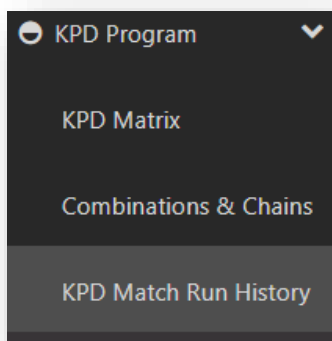 KPD Program
KPD Matrix
Combinations & Chains
KPD Match Run History